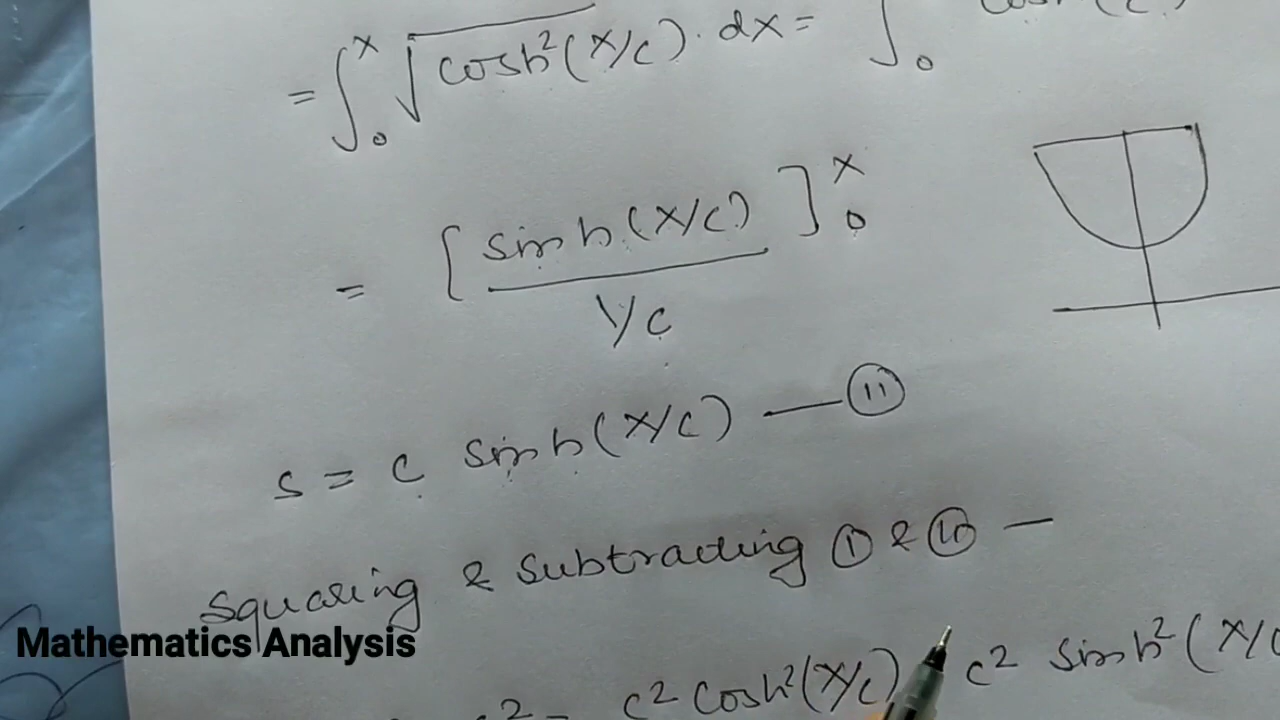 = ∫₀ˣ √cosh²(x/c). dx = ∫₀
= [sinh(x/c) / 1/c]₀ˣ
s = c sinh(x/c) — (11)
Squaring & Subtracting (1) & (11) —
Mathematics Analysis
c² cosh²(x/c) c² sinh²(x/c